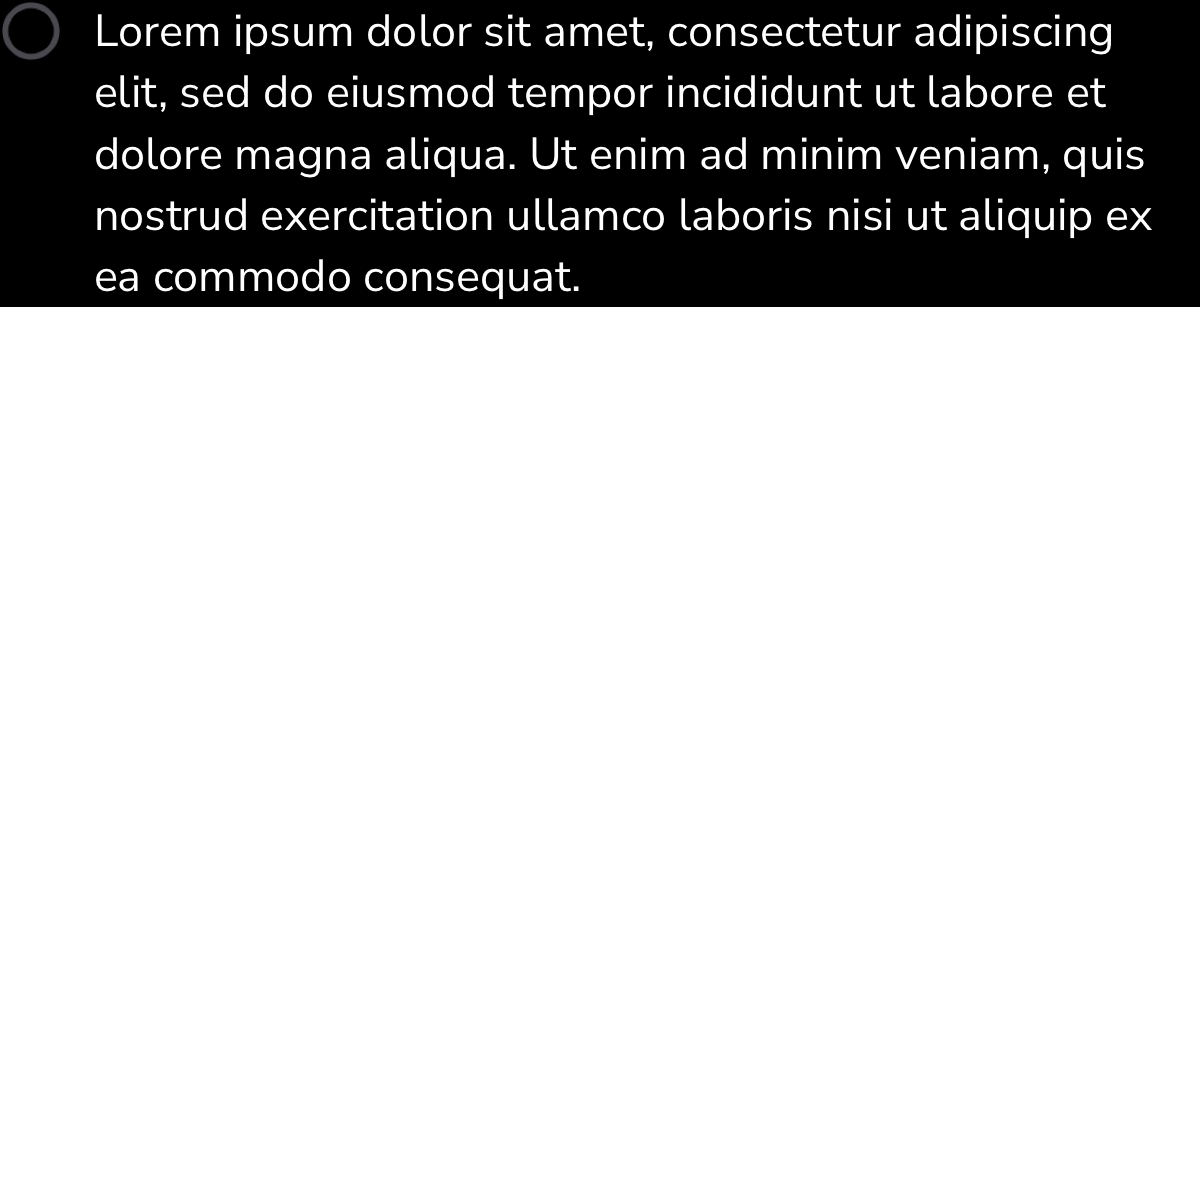 Lorem ipsum dolor sit amet, consectetur adipiscing
elit, sed do eiusmod tempor incididunt ut labore et
dolore magna aliqua. Ut enim ad minim veniam, quis
nostrud exercitation ullamco laboris nisi ut aliquip ex
ea commodo consequat.